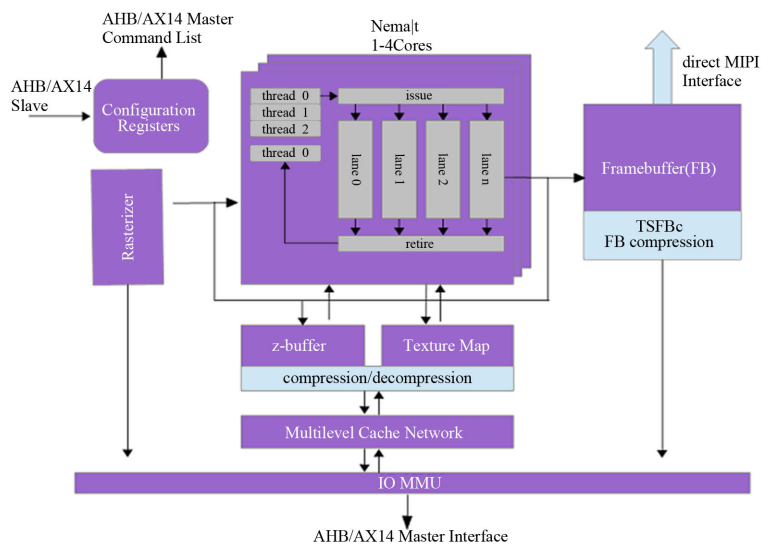 AHB/AX14 Master
Command List
Nema|t
1-4Cores
direct MIPI
Interface
AHB/AX14
Slave
Configuration
Registers
thread 0
thread 1
thread 2
thread 0
issue
lane 0
lane 1
lane 2
lane n
retire
Rasterizer
Framebuffer(FB)
TSFBc
FB compression
z-buffer
Texture Map
compression/decompression
Multilevel Cache Network
IO MMU
AHB/AX14 Master Interface